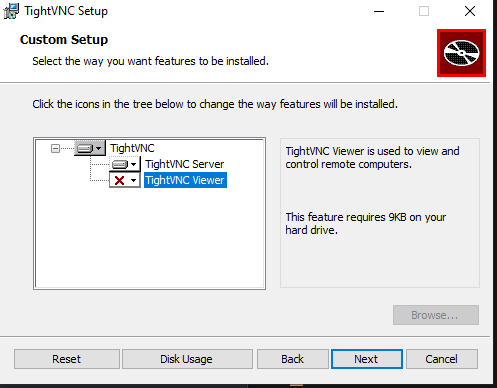 TightVNC Setup
Custom Setup
Select the way you want features to be installed.
Click the icons in the tree below to change the way features will be installed.
TightVNC
TightVNC Server
TightVNC Viewer
TightVNC Viewer is used to view and
control remote computers.
This feature requires 9KB on your
hard drive.
Browse...
Reset
Disk Usage
Back
Next
Cancel